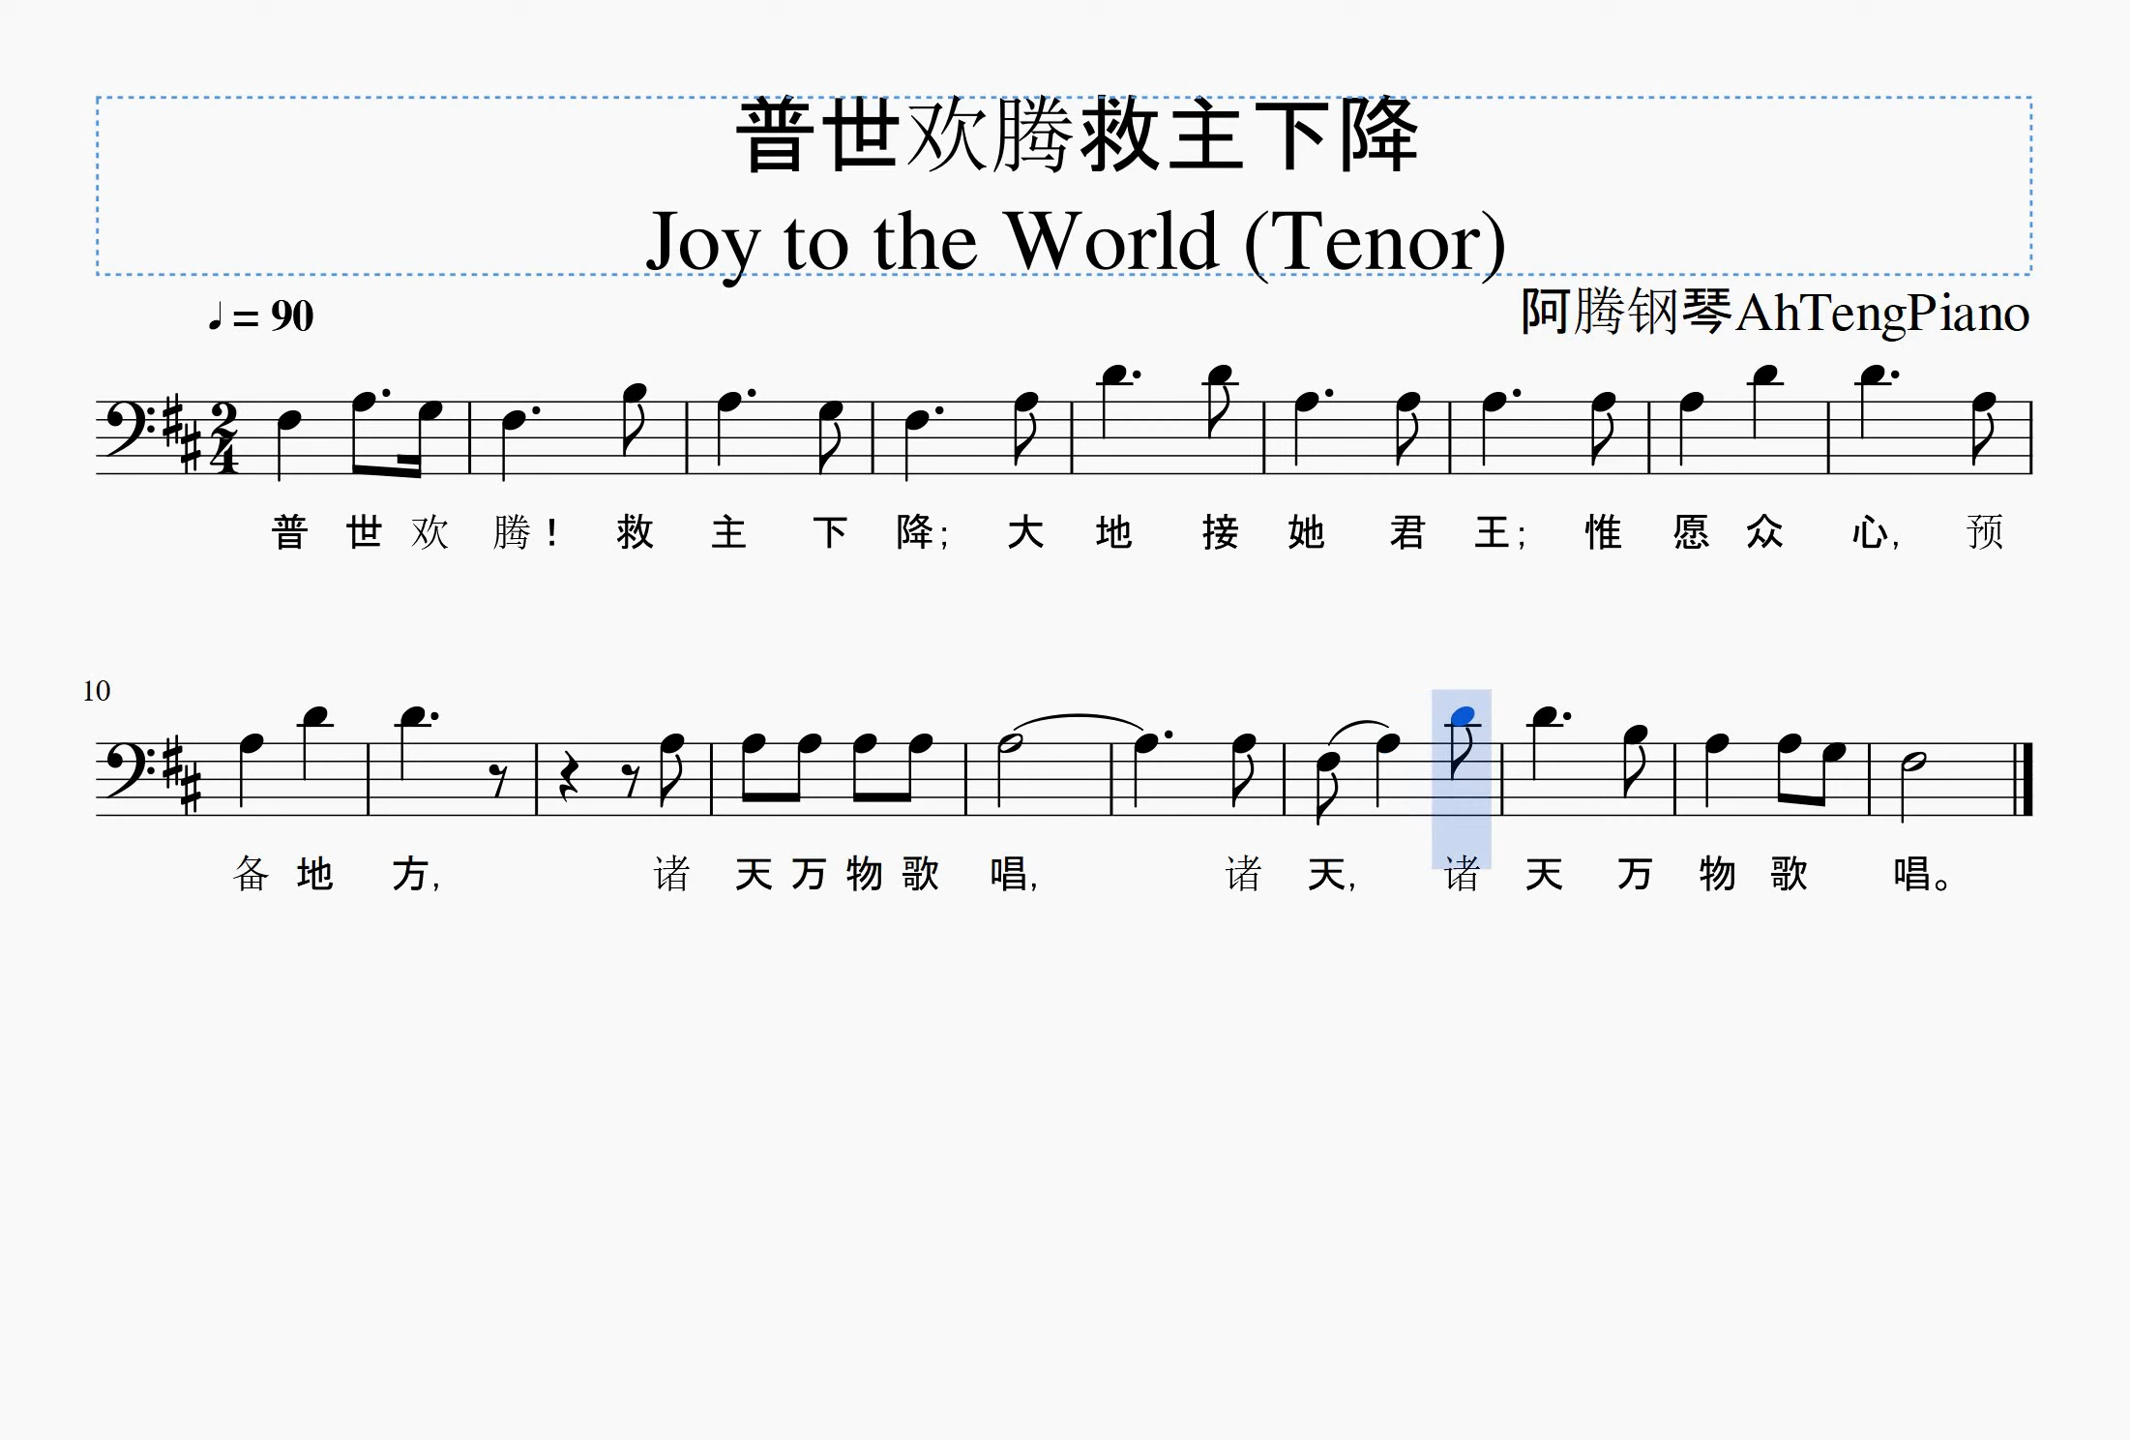 普世欢腾救主下降
Joy to the World (Tenor)
♩ = 90
阿腾钢琴AhTengPiano
2
4
普 世 欢 腾！ 救 主 下 降； 大 地 接 她 君 王； 惟 愿 众 心， 预
10
备 地 方， 诸 天 万 物 歌 唱， 诸 天， 诸 天 万 物 歌 唱。